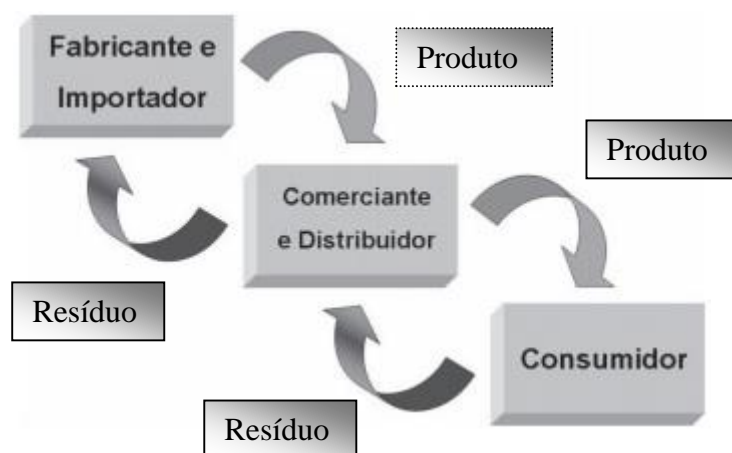 Fabricante e
Importador
Produto
Produto
Comerciante
e Distribuidor
Resíduo
Consumidor
Resíduo